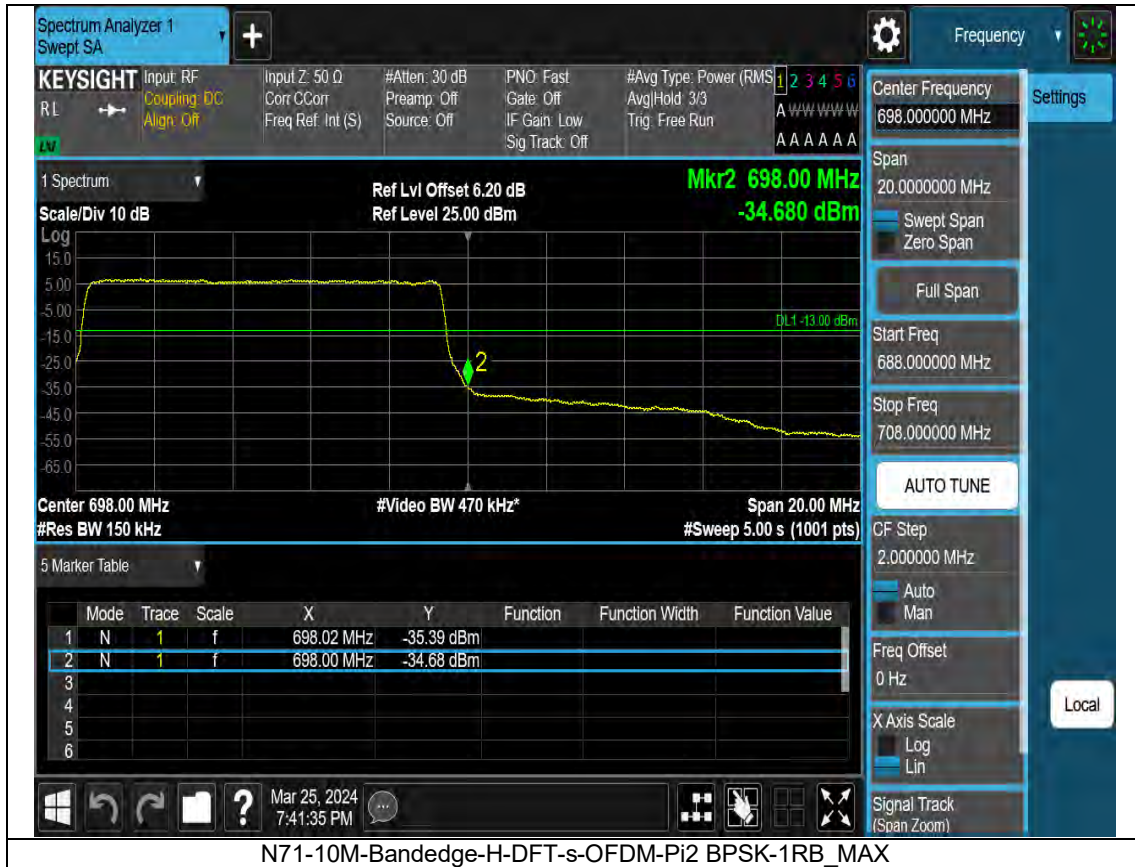 Spectrum Analyzer 1
Swept SA
Frequency
KEYSIGHT
Input: RF
Coupling: DC
Align: Off
Input Z: 50 Ω
Corr CCorr
Freq Ref: Int (S)
#Atten: 30 dB
Preamp: Off
Source: Off
PNO: Fast
Gate: Off
IF Gain: Low
Sig Track: Off
#Avg Type: Power (RMS
Avg|Hold: 3/3
Trig: Free Run
1 2 3 4 5 6
A W W W W W
A A A A A A
RL
1 Spectrum
Scale/Div 10 dB
Ref Lvl Offset 6.20 dB
Ref Level 25.00 dBm
Mkr2 698.00 MHz
-34.680 dBm
Log
15.0
5.00
-5.00
-15.0
-25.0
-35.0
-45.0
-55.0
-65.0
DL1 -13.00 dBm
2
Center 698.00 MHz
#Res BW 150 kHz
#Video BW 470 kHz*
Span 20.00 MHz
#Sweep 5.00 s (1001 pts)
5 Marker Table
Mode Trace Scale X Y Function Function Width Function Value
1 N 1 f 698.02 MHz -35.39 dBm
2 N 1 f 698.00 MHz -34.68 dBm
3
4
5
6
Mar 25, 2024
7:41:35 PM
Center Frequency
698.000000 MHz
Settings
Span
20.0000000 MHz
Swept Span
Zero Span
Full Span
Start Freq
688.000000 MHz
Stop Freq
708.000000 MHz
AUTO TUNE
CF Step
2.000000 MHz
Auto
Man
Freq Offset
0 Hz
X Axis Scale
Log
Lin
Signal Track
(Span Zoom)
Local
N71-10M-Bandedge-H-DFT-s-OFDM-Pi2 BPSK-1RB_MAX